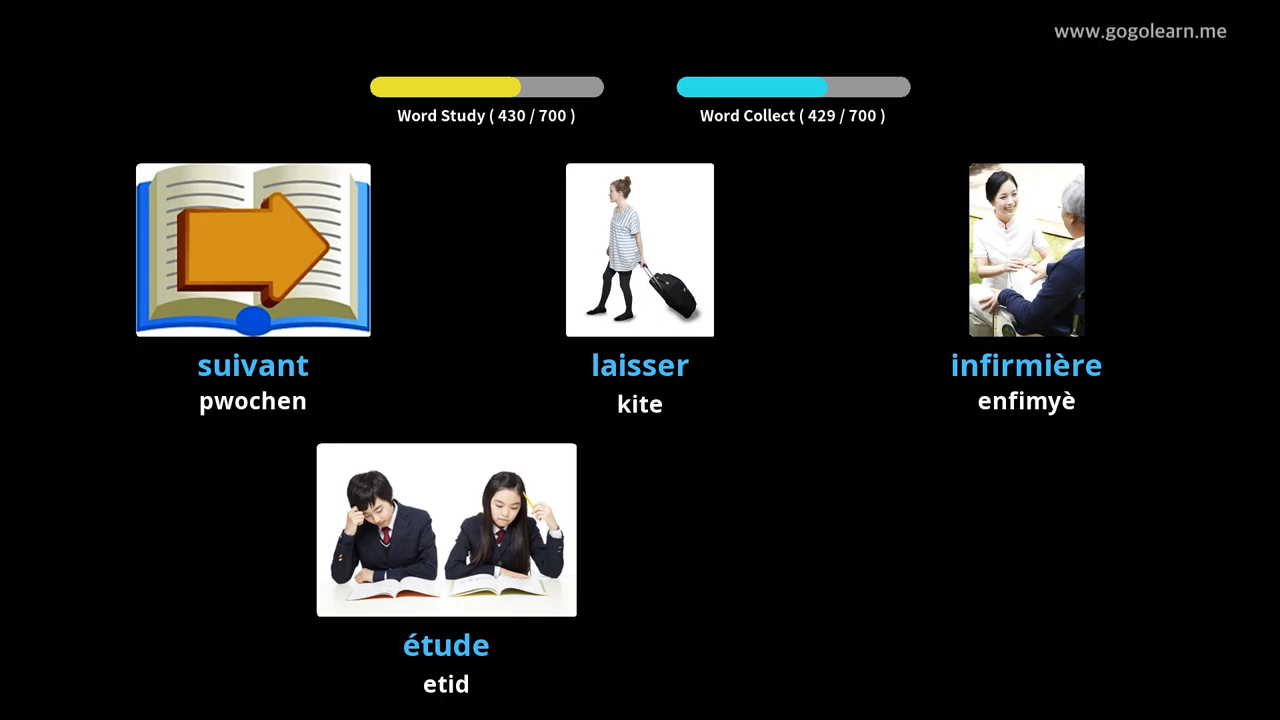 www.gogolearn.me
Word Study ( 430 / 700 )
Word Collect ( 429 / 700 )
suivant
pwochen
laisser
kite
infirmière
enfimyè
étude
etid